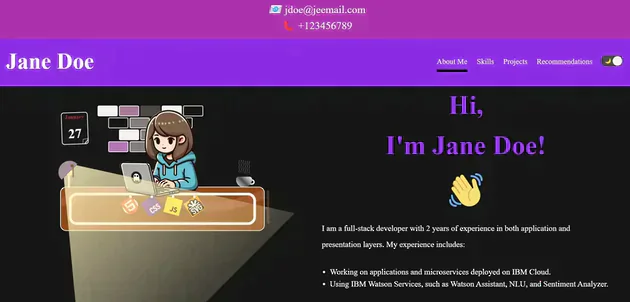 jdoe@jeemail.com
+123456789
Jane Doe
About Me Skills Projects Recommendations
January
27
Hi,
I'm Jane Doe!
CSS
JS
I am a full-stack developer with 2 years of experience in both application and
presentation layers. My experience includes:
• Working on applications and microservices deployed on IBM Cloud.
• Using IBM Watson Services, such as Watson Assistant, NLU, and Sentiment Analyzer.